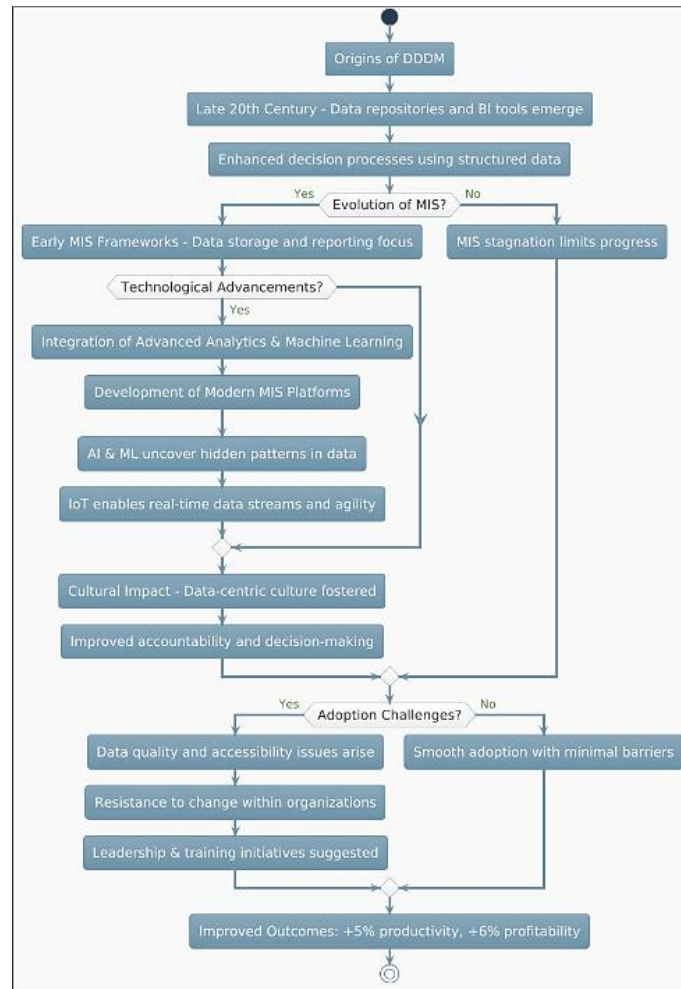 Origins of DDDM
Late 20th Century - Data repositories and BI tools emerge
Enhanced decision processes using structured data
Yes
Evolution of MIS?
No
Early MIS Frameworks - Data storage and reporting focus
MIS stagnation limits progress
Technological Advancements?
Yes
Integration of Advanced Analytics & Machine Learning
Development of Modern MIS Platforms
AI & ML uncover hidden patterns in data
IoT enables real-time data streams and agility
Cultural Impact - Data-centric culture fostered
Improved accountability and decision-making
Yes
Adoption Challenges?
No
Data quality and accessibility issues arise
Smooth adoption with minimal barriers
Resistance to change within organizations
Leadership & training initiatives suggested
Improved Outcomes: +5% productivity, +6% profitability